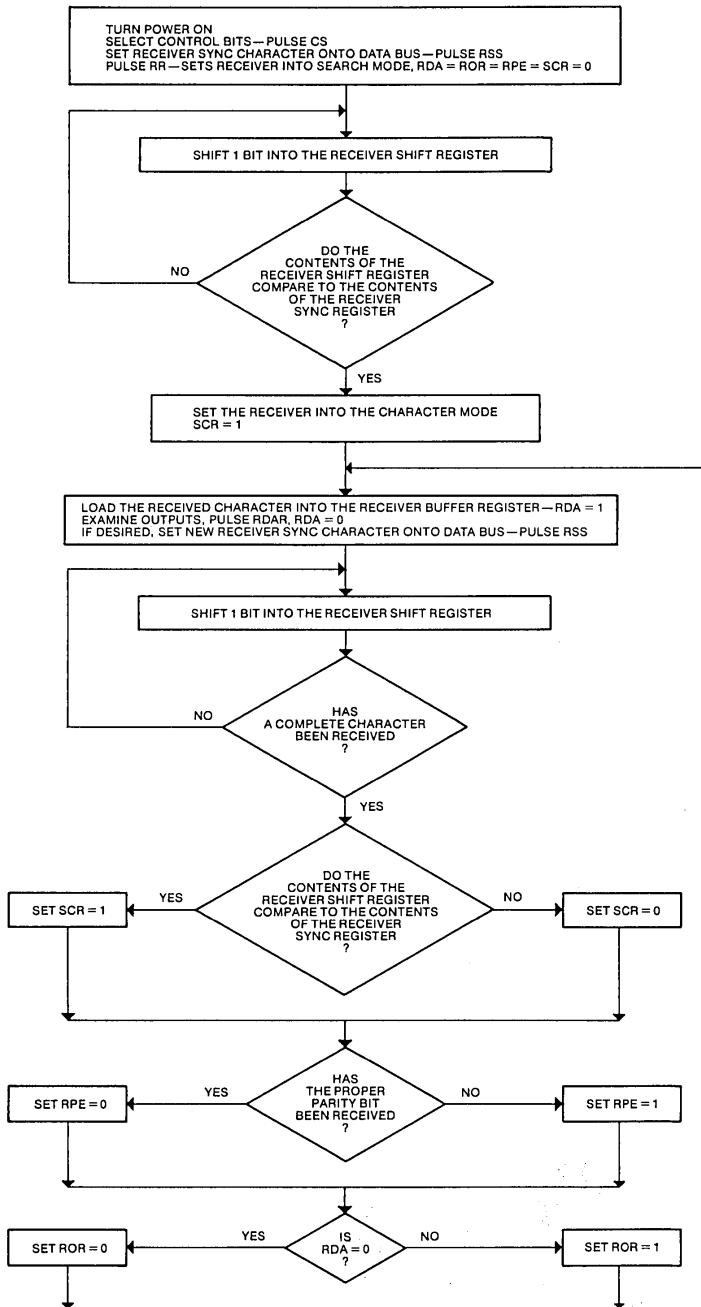 TURN POWER ON
SELECT CONTROL BITS—PULSE CS
SET RECEIVER SYNC CHARACTER ONTO DATA BUS—PULSE RSS
PULSE RR—SETS RECEIVER INTO SEARCH MODE, RDA = ROR = RPE = SCR = 0
SHIFT 1 BIT INTO THE RECEIVER SHIFT REGISTER
DO THE
CONTENTS OF THE
RECEIVER SHIFT REGISTER
COMPARE TO THE CONTENTS
OF THE RECEIVER
SYNC REGISTER
?
NO
YES
SET THE RECEIVER INTO THE CHARACTER MODE
SCR = 1
LOAD THE RECEIVED CHARACTER INTO THE RECEIVER BUFFER REGISTER—RDA = 1
EXAMINE OUTPUTS, PULSE RDAR, RDA = 0
IF DESIRED, SET NEW RECEIVER SYNC CHARACTER ONTO DATA BUS—PULSE RSS
SHIFT 1 BIT INTO THE RECEIVER SHIFT REGISTER
HAS
A COMPLETE CHARACTER
BEEN RECEIVED
?
NO
YES
DO THE
CONTENTS OF THE
RECEIVER SHIFT REGISTER
COMPARE TO THE CONTENTS
OF THE RECEIVER
SYNC REGISTER
?
YES
NO
SET SCR = 1
SET SCR = 0
HAS
THE PROPER
PARITY BIT
BEEN RECEIVED
?
YES
NO
SET RPE = 0
SET RPE = 1
IS
RDA = 0
?
YES
NO
SET ROR = 0
SET ROR = 1